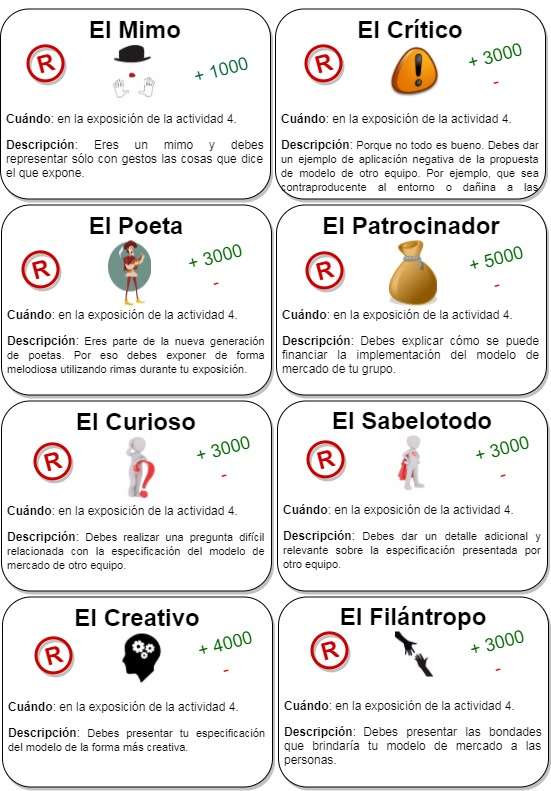 El Mimo
R
+ 1000
Cuándo: en la exposición de la actividad 4.
Descripción: Eres un mimo y debes
representar sólo con gestos las cosas que dice
el que expone.
El Crítico
R
+ 3000
-
Cuándo: en la exposición de la actividad 4.
Descripción: Porque no todo es bueno. Debes dar
un ejemplo de aplicación negativa de la propuesta
de modelo de otro equipo. Por ejemplo, que sea
contraproducente al entorno o dañina a las
El Poeta
R
+ 3000
-
Cuándo: en la exposición de la actividad 4.
Descripción: Eres parte de la nueva generación
de poetas. Por eso debes exponer de forma
melodiosa utilizando rimas durante tu exposición.
El Patrocinador
R
+ 5000
-
Cuándo: en la exposición de la actividad 4.
Descripción: Debes explicar cómo se puede
financiar la implementación del modelo de
mercado de tu grupo.
El Curioso
R
+ 3000
-
Cuándo: en la exposición de la actividad 4.
Descripción: Debes realizar una pregunta difícil
relacionada con la especificación del modelo de
mercado de otro equipo.
El Sabelotodo
R
+ 3000
-
Cuándo: en la exposición de la actividad 4.
Descripción: Debes dar un detalle adicional y
relevante sobre la especificación presentada por
otro equipo.
El Creativo
R
+ 4000
-
Cuándo: en la exposición de la actividad 4.
Descripción: Debes presentar tu especificación
del modelo de la forma más creativa.
El Filántropo
R
+ 3000
-
Cuándo: en la exposición de la actividad 4.
Descripción: Debes presentar las bondades
que brindaría tu modelo de mercado a las
personas.